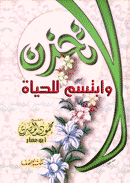 لا تحزن
وابتسم للحياة
محمود المصري
أبو عمار